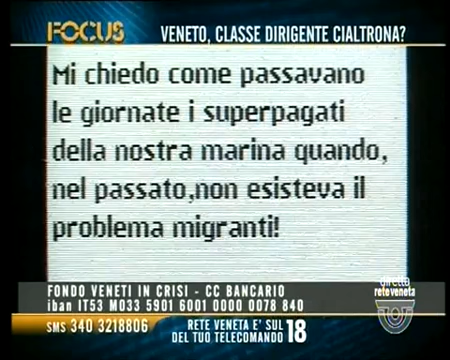 FOCUS
VENETO, CLASSE DIRIGENTE CIALTRONA?
Mi chiedo come passavano
le giornate i superpagati
della nostra marina quando,
nel passato,non esisteva il
problema migranti!
diretta
reteveneta
FONDO VENETI IN CRISI - CC BANCARIO
iban IT53 M033 5901 6001 0000 0078 840
SMS 340 3218806
RETE VENETA E' SUL
DEL TUO TELECOMANDO 18